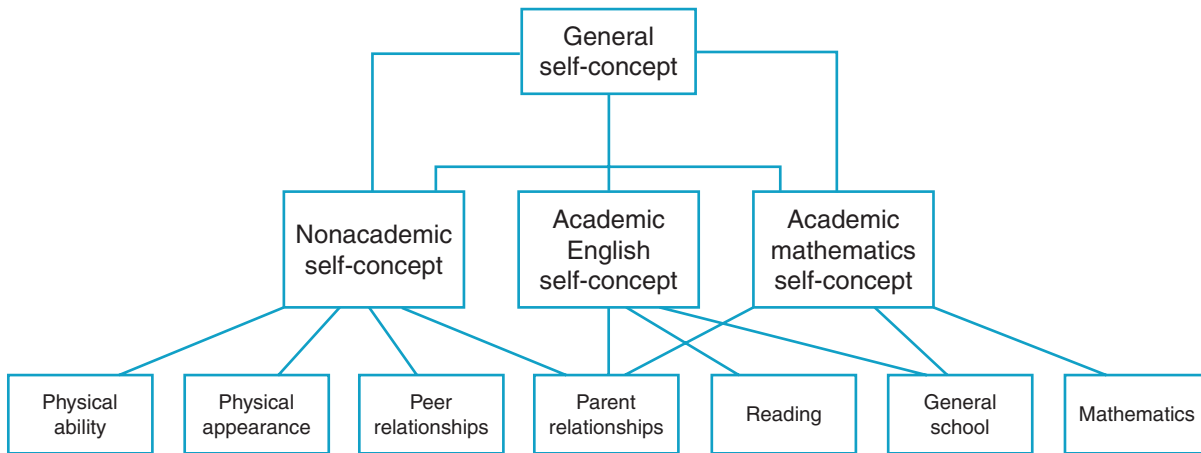 General
self-concept
Nonacademic
self-concept
Academic
English
self-concept
Academic
mathematics
self-concept
Physical
ability
Physical
appearance
Peer
relationships
Parent
relationships
Reading
General
school
Mathematics